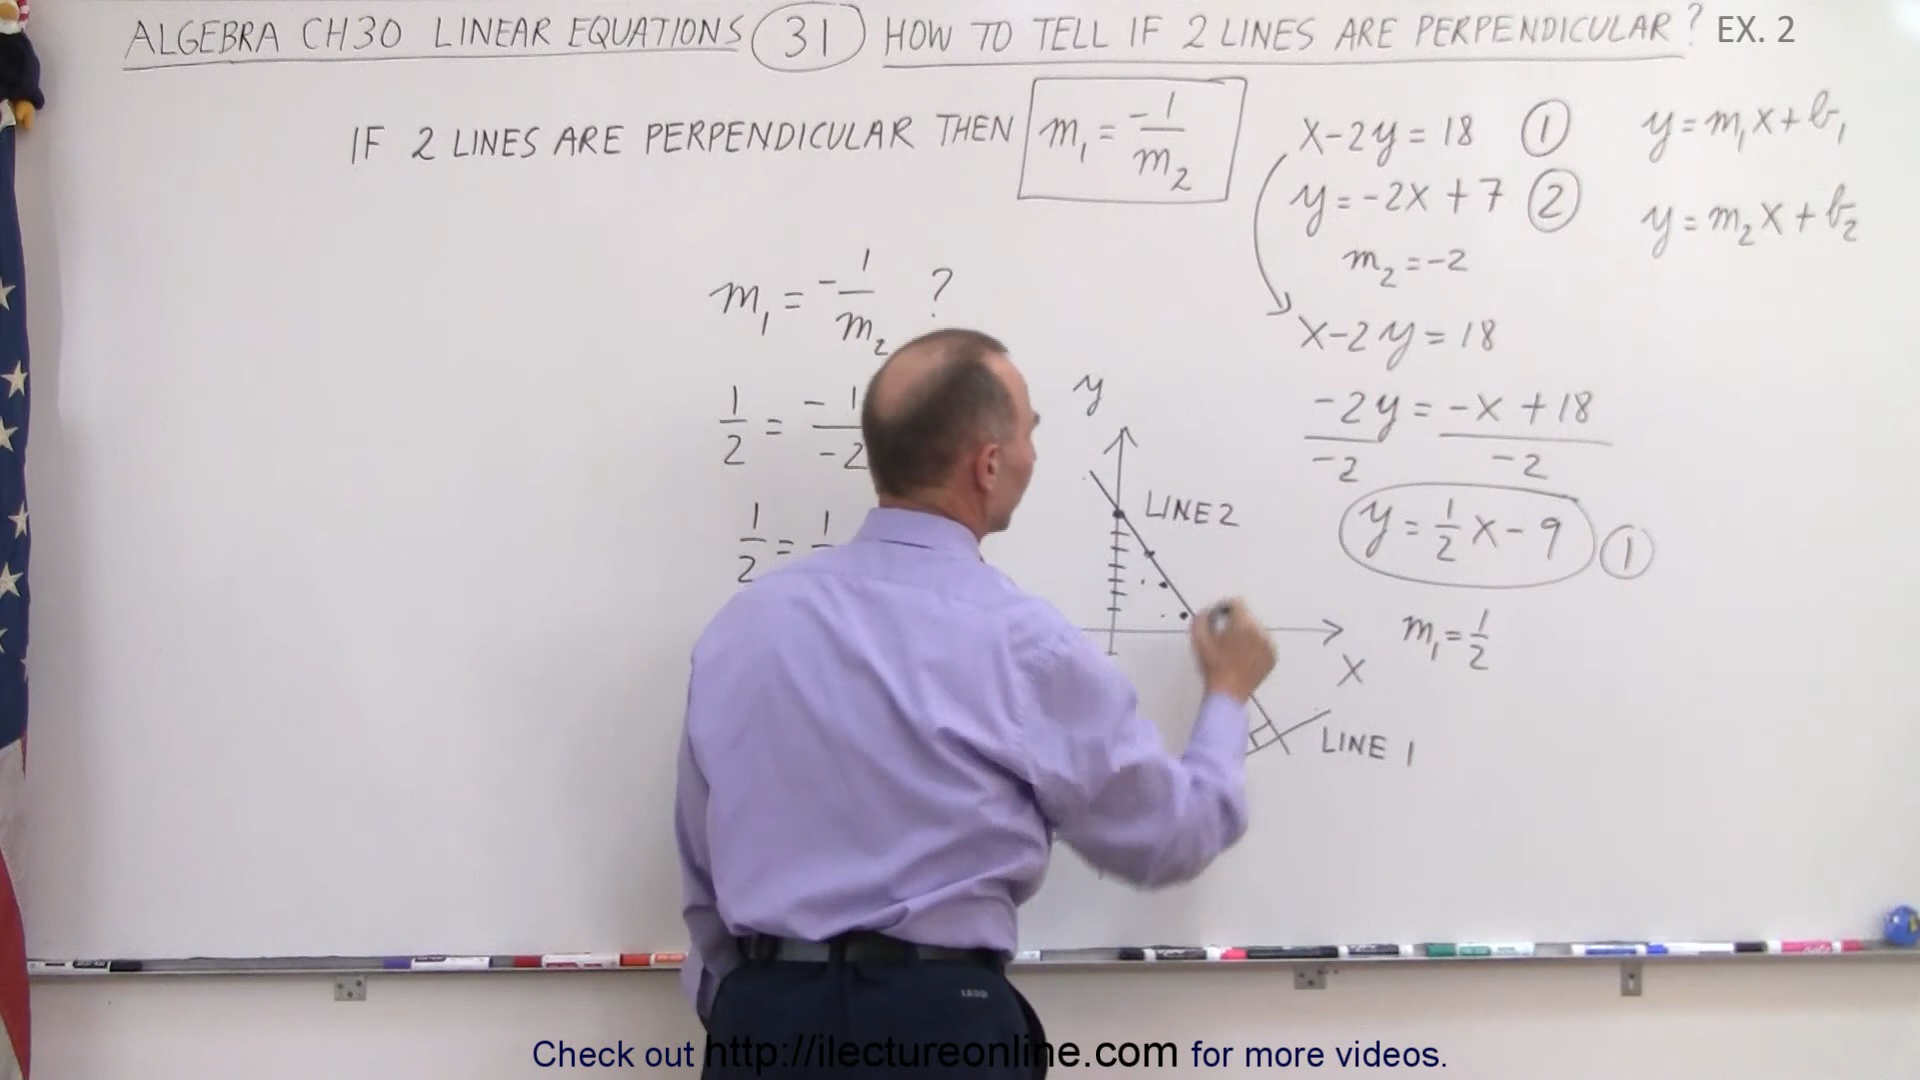 ALGEBRA CH30 LINEAR EQUATIONS 31 HOW TO TELL IF 2 LINES ARE PERPENDICULAR? EX. 2
IF 2 LINES ARE PERPENDICULAR THEN m₁ = -1/m₂
x-2y = 18 ①
y = -2x + 7 ②
m₂ = -2
y = m₁x + b₁
y = m₂x + b₂
m₁ = -1/m₂ ?
1/2 = -1/-2
1/2 = 1
x-2y = 18
-2y/-2 = -x + 18/-2
y = 1/2 x - 9 ①
m₁ = 1/2
y
LINE 2
x
LINE 1
Check out http://ilectureonline.com for more videos.